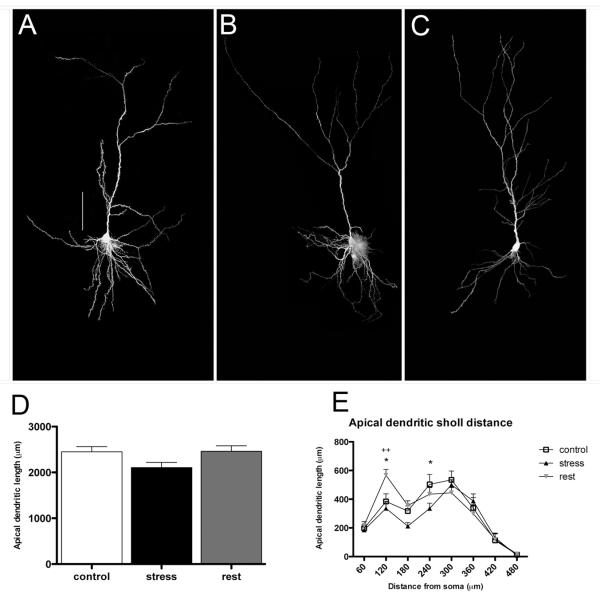 A
B
C
D
Apical dendritic length (μm)
3000
2000
1000
0
control
stress
rest
E
Apical dendritic sholl distance
Apical dendritic length (μm)
800
600
400
200
0
++
*
*
control
stress
rest
60
120
180
240
300
360
420
480
Distance from soma (μm)